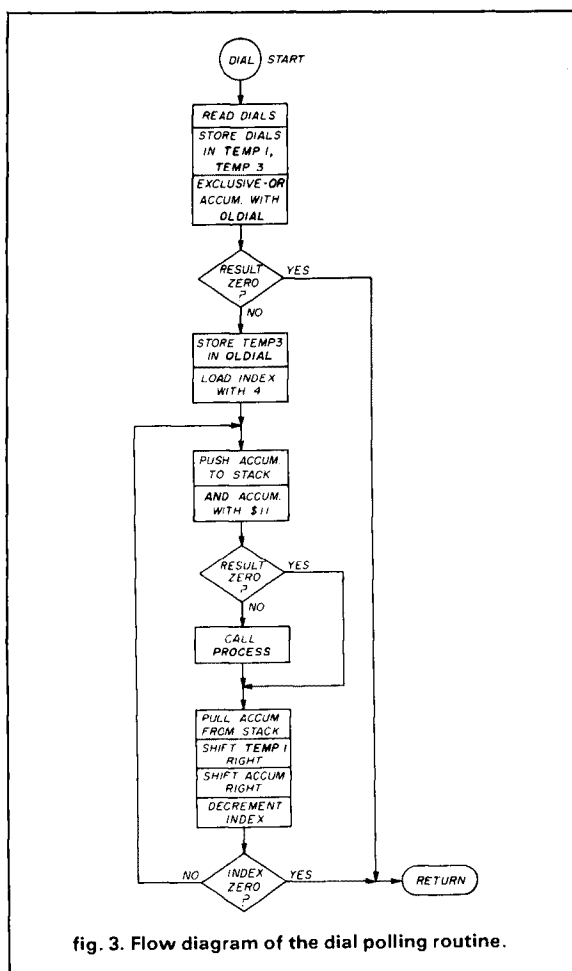 DIAL START
READ DIALS
STORE DIALS
IN TEMP 1,
TEMP 3
EXCLUSIVE-OR
ACCUM. WITH
OLDIAL
RESULT
ZERO
?
YES
NO
STORE TEMP3
IN OLDIAL
LOAD INDEX
WITH 4
PUSH ACCUM.
TO STACK
AND ACCUM.
WITH $11
RESULT
ZERO
?
YES
NO
CALL
PROCESS
PULL ACCUM
FROM STACK
SHIFT TEMP 1
RIGHT
SHIFT ACCUM
RIGHT
DECREMENT
INDEX
NO
INDEX
ZERO
?
YES
RETURN
fig. 3. Flow diagram of the dial polling routine.